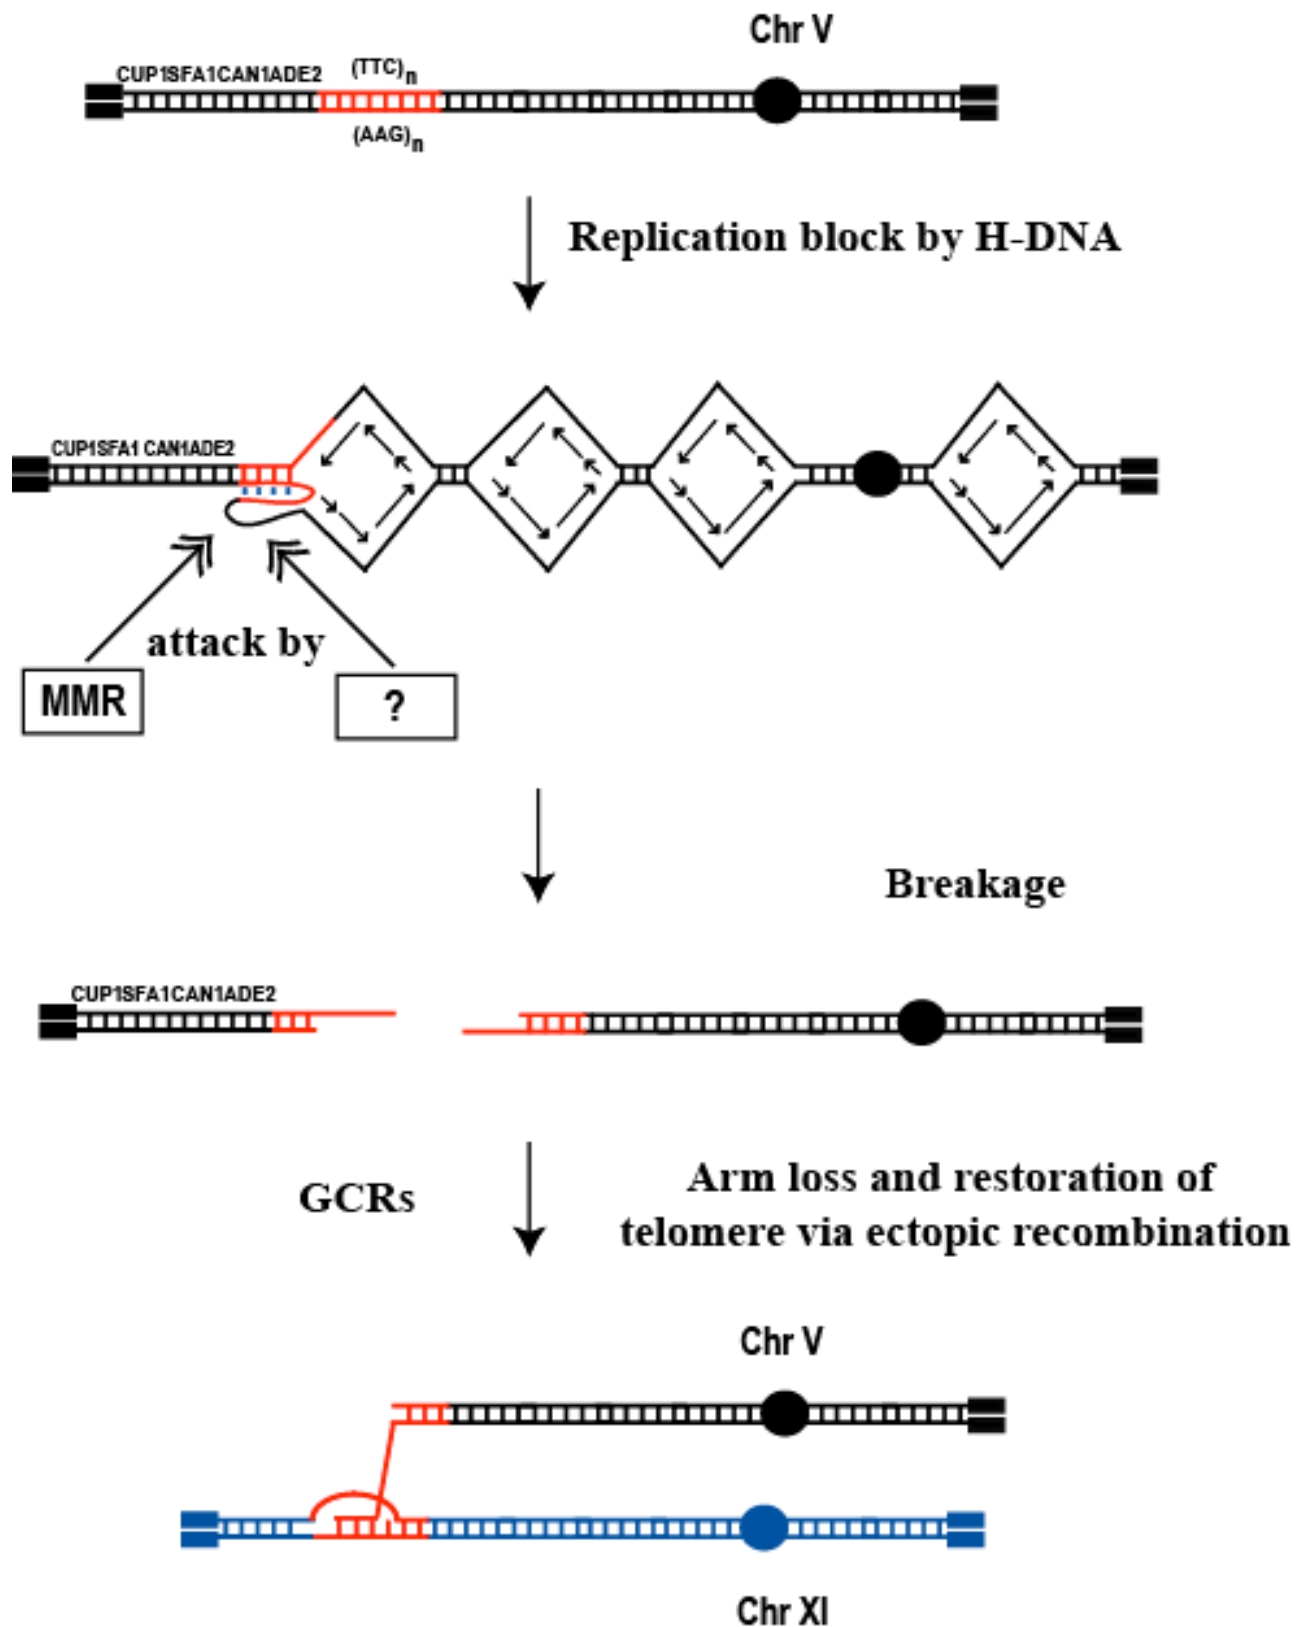 Chr V
CUP1SFA1CAN1ADE2
(TTC)n
(AAG)n
Replication block by H-DNA
CUP1SFA1 CAN1ADE2
attack by
MMR
?
Breakage
CUP1SFA1CAN1ADE2
GCRs
Arm loss and restoration of
telomere via ectopic recombination
Chr V
Chr XI